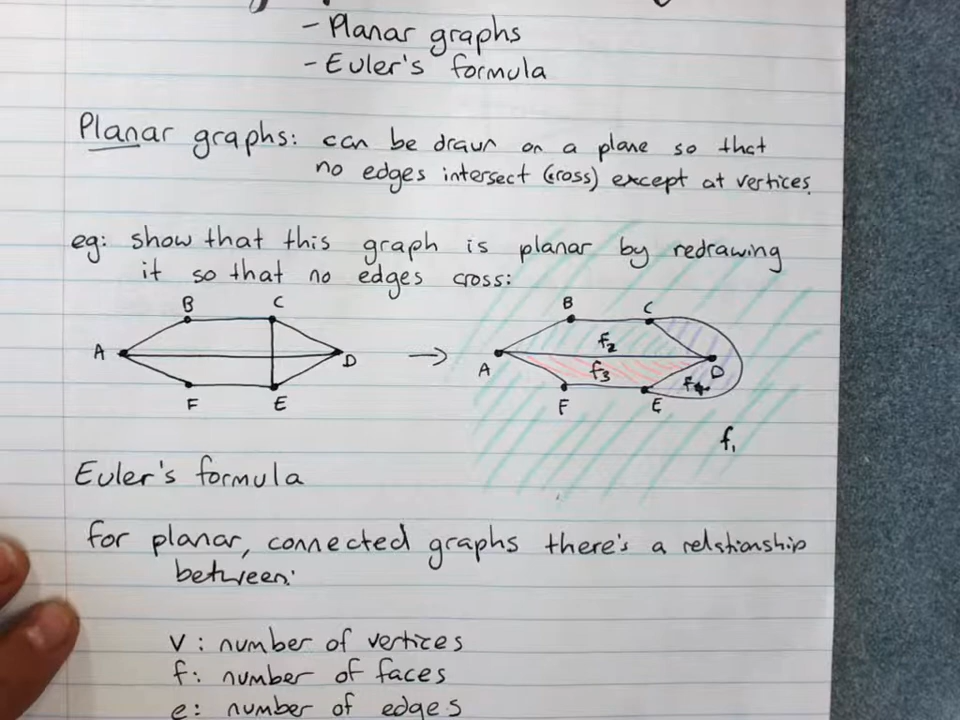 - Planar graphs
- Euler's formula
Planar graphs: can be drawn on a plane so that
no edges intersect (cross) except at vertices.
eg: show that this graph is planar by redrawing
it so that no edges cross:
B C B C
A D A f₂ D
f₃ f₄
F E F E
f₁
Euler's formula
for planar, connected graphs there's a relationship
between:
v : number of vertices
f : number of faces
e : number of edges